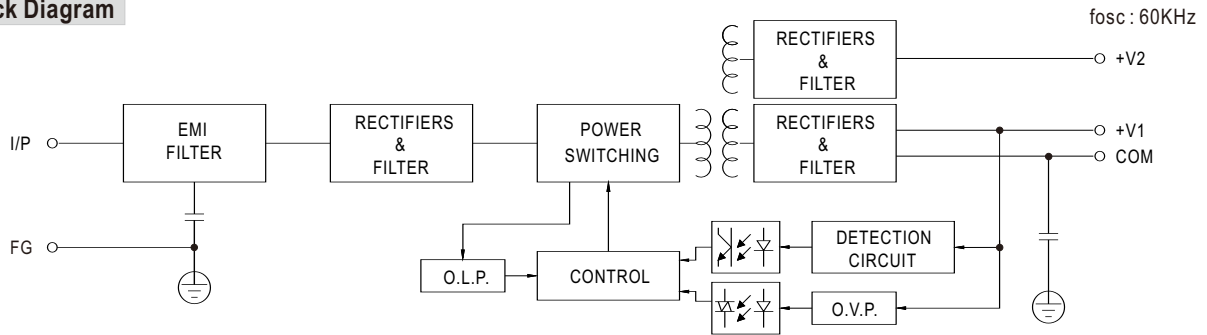 ck Diagram
fosc : 60KHz
RECTIFIERS
&
FILTER
+V2
I/P
EMI
FILTER
RECTIFIERS
&
FILTER
POWER
SWITCHING
RECTIFIERS
&
FILTER
+V1
COM
FG
O.L.P.
CONTROL
DETECTION
CIRCUIT
O.V.P.